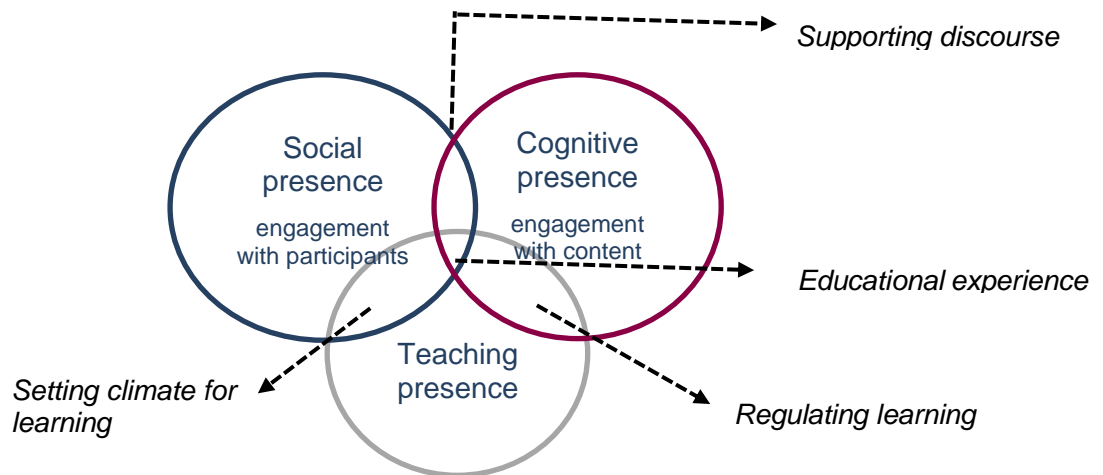 Supporting discourse
Social
presence
engagement
with participants
Cognitive
presence
engagement
with content
Educational experience
Teaching
presence
Setting climate for
learning
Regulating learning